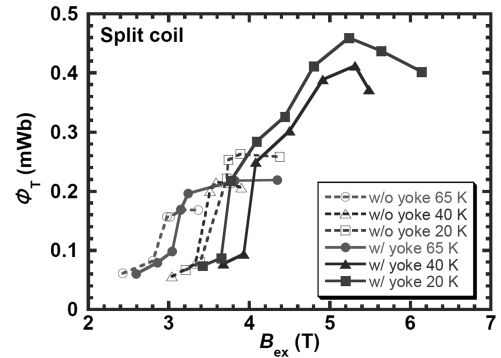 Split coil
0.5
0.4
0.3
0.2
0.1
0
Φ_T (mWb)
w/o yoke 65 K
w/o yoke 40 K
w/o yoke 20 K
w/ yoke 65 K
w/ yoke 40 K
w/ yoke 20 K
2 3 4 5 6 7
B_ex (T)